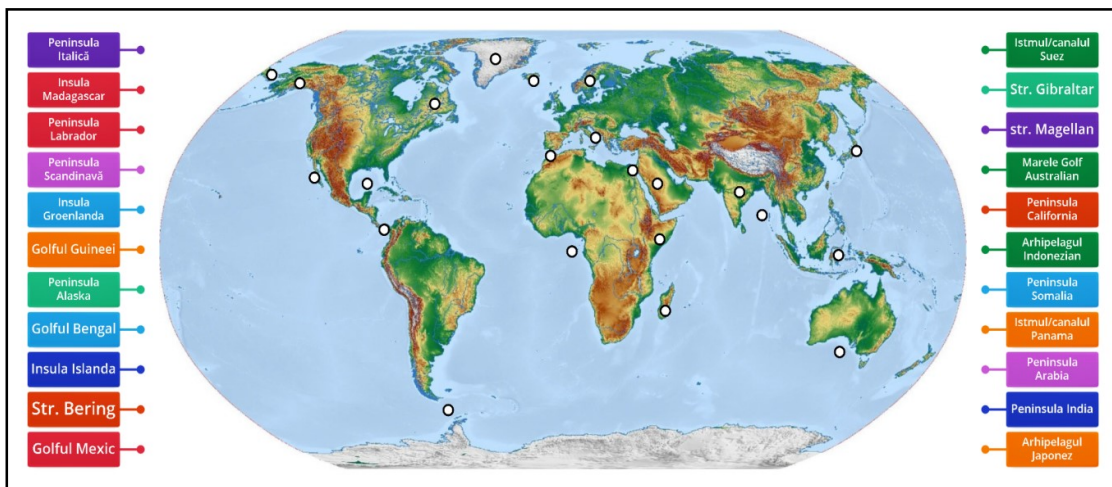 Peninsula
Italică
Insula
Madagascar
Peninsula
Labrador
Peninsula
Scandinavă
Insula
Groenlanda
Golful Guineei
Peninsula
Alaska
Golful Bengal
Insula Islanda
Str. Bering
Golful Mexic
Istmul/canalul
Suez
Str. Gibraltar
str. Magellan
Marele Golf
Australian
Peninsula
California
Arhipelagul
Indonezian
Peninsula
Somalia
Istmul/canalul
Panama
Peninsula
Arabia
Peninsula India
Arhipelagul
Japonez